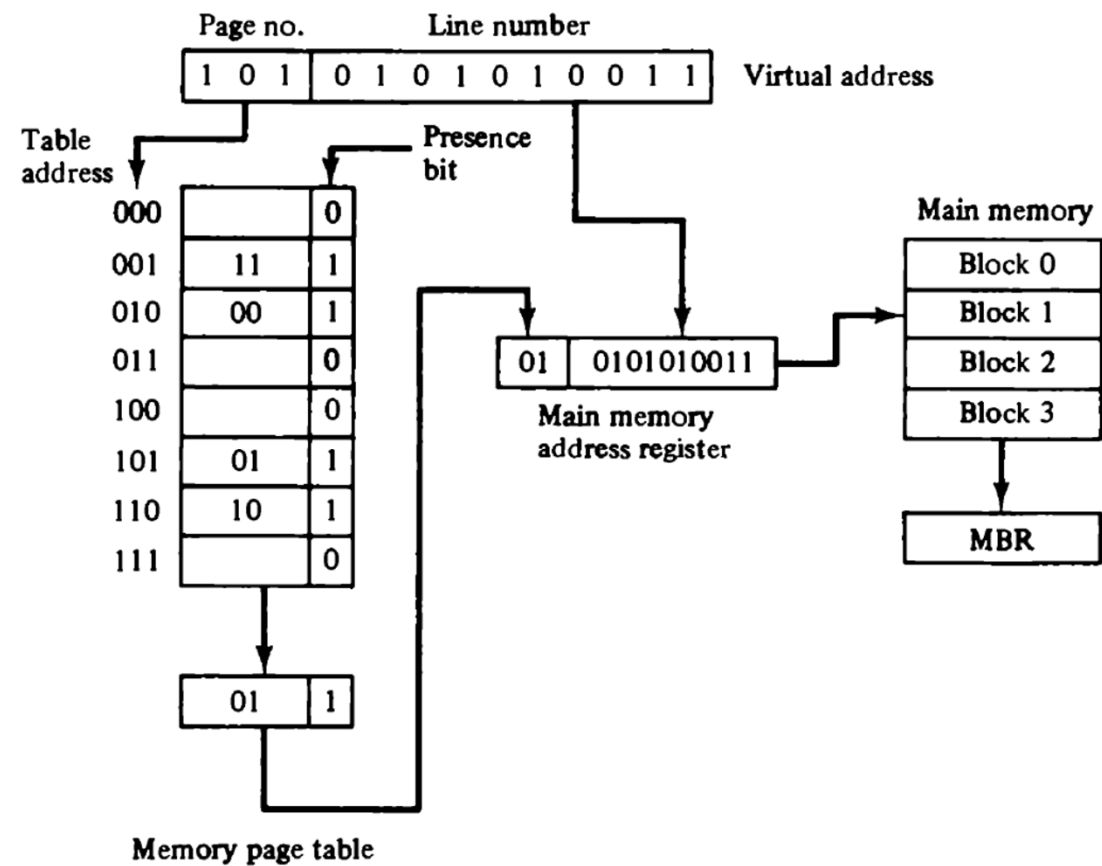 Page no. Line number
1 0 1 0 1 0 1 0 1 0 0 1 1 Virtual address
Table
address
Presence
bit
000 0
001 11 1
010 00 1
011 0
100 0
101 01 1
110 10 1
111 0
01 1
Memory page table
01 0101010011
Main memory
address register
Main memory
Block 0
Block 1
Block 2
Block 3
MBR